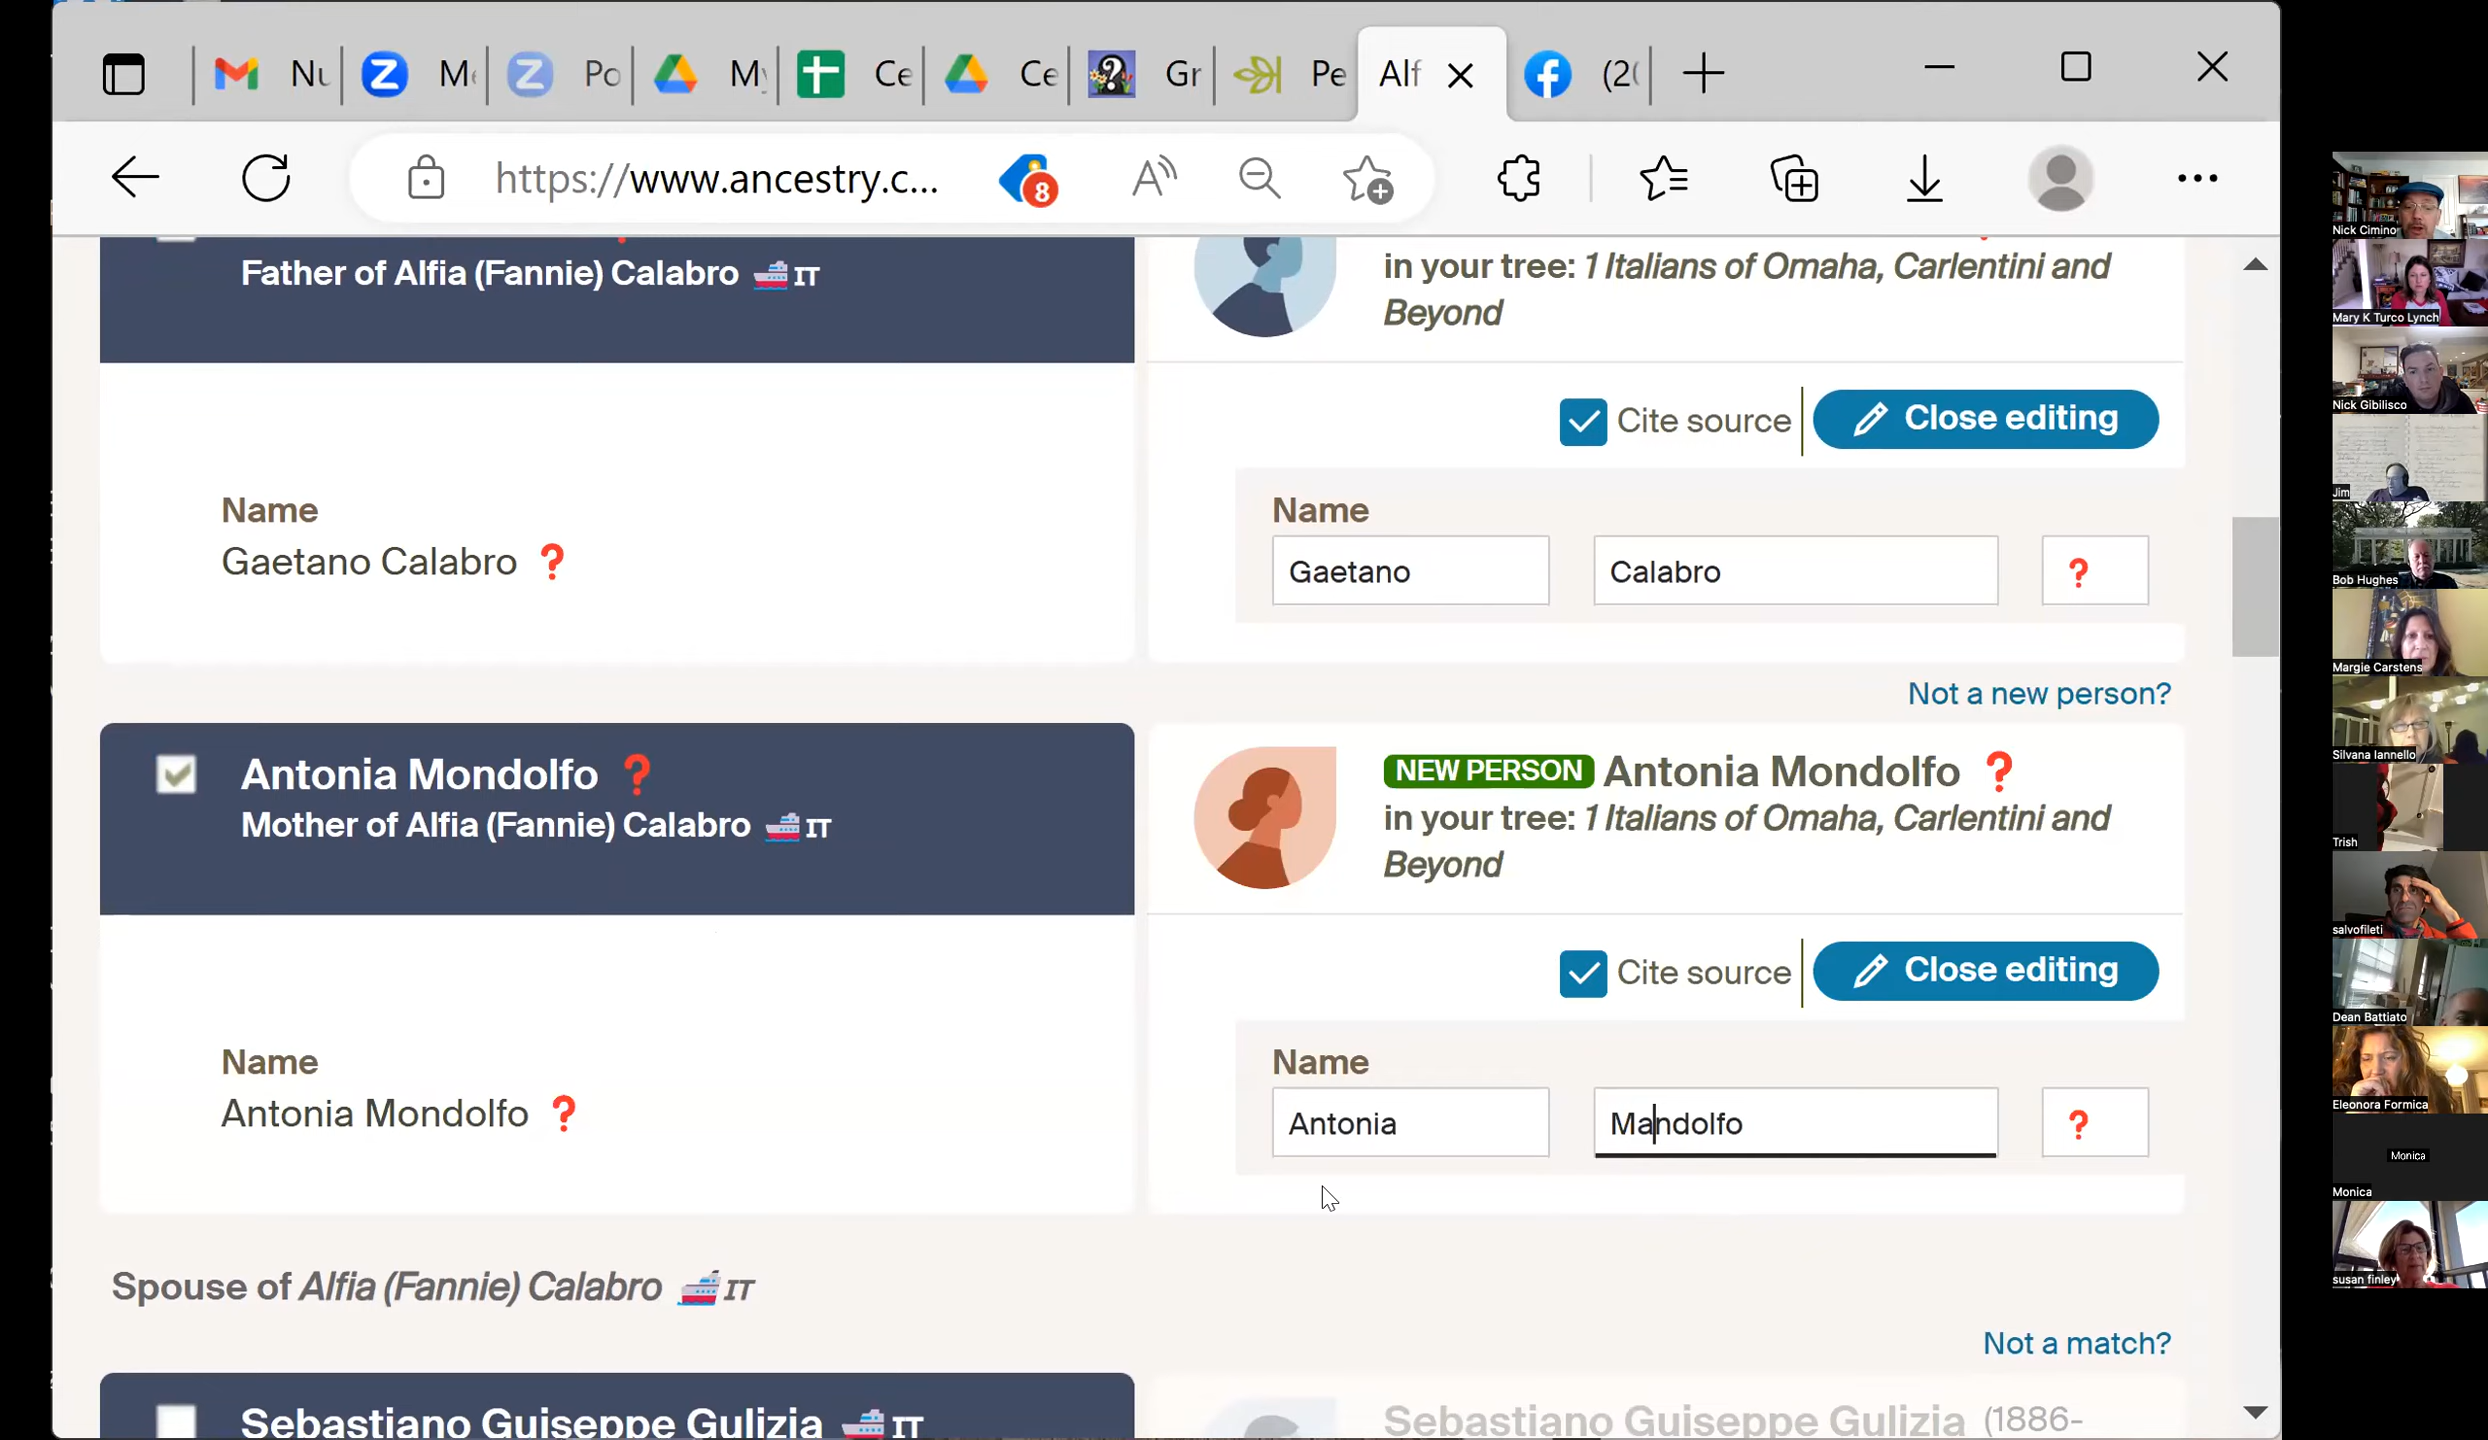 Nu
Me
Po
My
Ce
Ce
Gr
Pe
Alf
(20
https://www.ancestry.c...
8
Father of Alfia (Fannie) Calabro 🚢IT
in your tree: 1 Italians of Omaha, Carlentini and
Beyond
Cite source
Close editing
Name
Gaetano Calabro ❓
Name
Gaetano
Calabro
❓
Not a new person?
Antonia Mondolfo ❓
Mother of Alfia (Fannie) Calabro 🚢IT
NEW PERSON Antonia Mondolfo ❓
in your tree: 1 Italians of Omaha, Carlentini and
Beyond
Cite source
Close editing
Name
Antonia Mondolfo ❓
Name
Antonia
Mandolfo
❓
Spouse of Alfia (Fannie) Calabro 🚢IT
Not a match?
Sebastiano Guiseppe Gulizia 🚢IT
Sebastiano Guiseppe Gulizia (1886-
Nick Cimino
Mary K Turco Lynch
Nick Gibilisco
Jim
Bob Hughes
Margie Carstens
Silvana Iannello
Trish
salvofileti
Dean Battiato
Eleonora Formica
Monica
Monica
susan finley